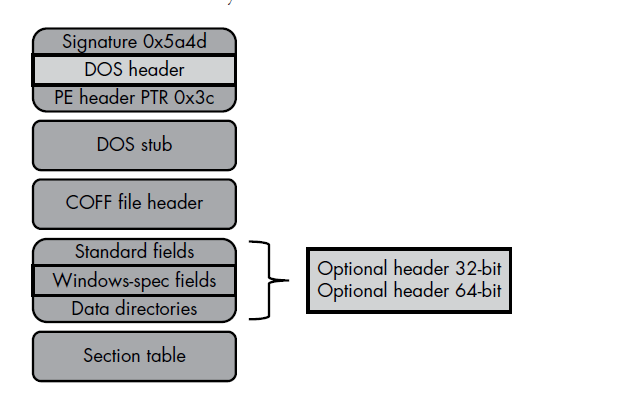 Signature 0x5a4d
DOS header
PE header PTR 0x3c
DOS stub
COFF file header
Standard fields
Windows-spec fields
Data directories
Optional header 32-bit
Optional header 64-bit
Section table